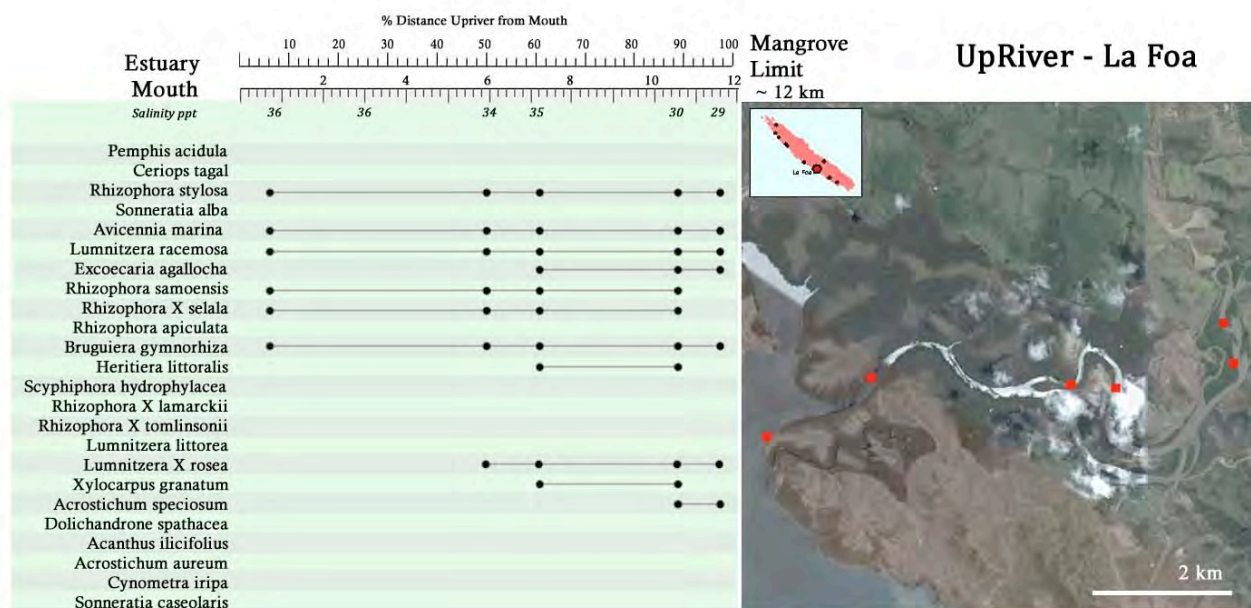 % Distance Upriver from Mouth
10 20 30 40 50 60 70 80 90 100
Estuary
Mouth
2 4 6 8 10 12
Salinity ppt 36 36 34 35 30 29
Pemphis acidula
Ceriops tagal
Rhizophora stylosa
Sonneratia alba
Avicennia marina
Lumnitzera racemosa
Excoecaria agallocha
Rhizophora samoensis
Rhizophora X selala
Rhizophora apiculata
Bruguiera gymnorhiza
Heritiera littoralis
Scyphiphora hydrophylacea
Rhizophora X lamarckii
Rhizophora X tomlinsonii
Lumnitzera littorea
Lumnitzera X rosea
Xylocarpus granatum
Acrostichum speciosum
Dolichandrone spathacea
Acanthus ilicifolius
Acrostichum aureum
Cynometra iripa
Sonneratia caseolaris
Mangrove
Limit
~ 12 km
UpRiver - La Foa
La Foa
2 km